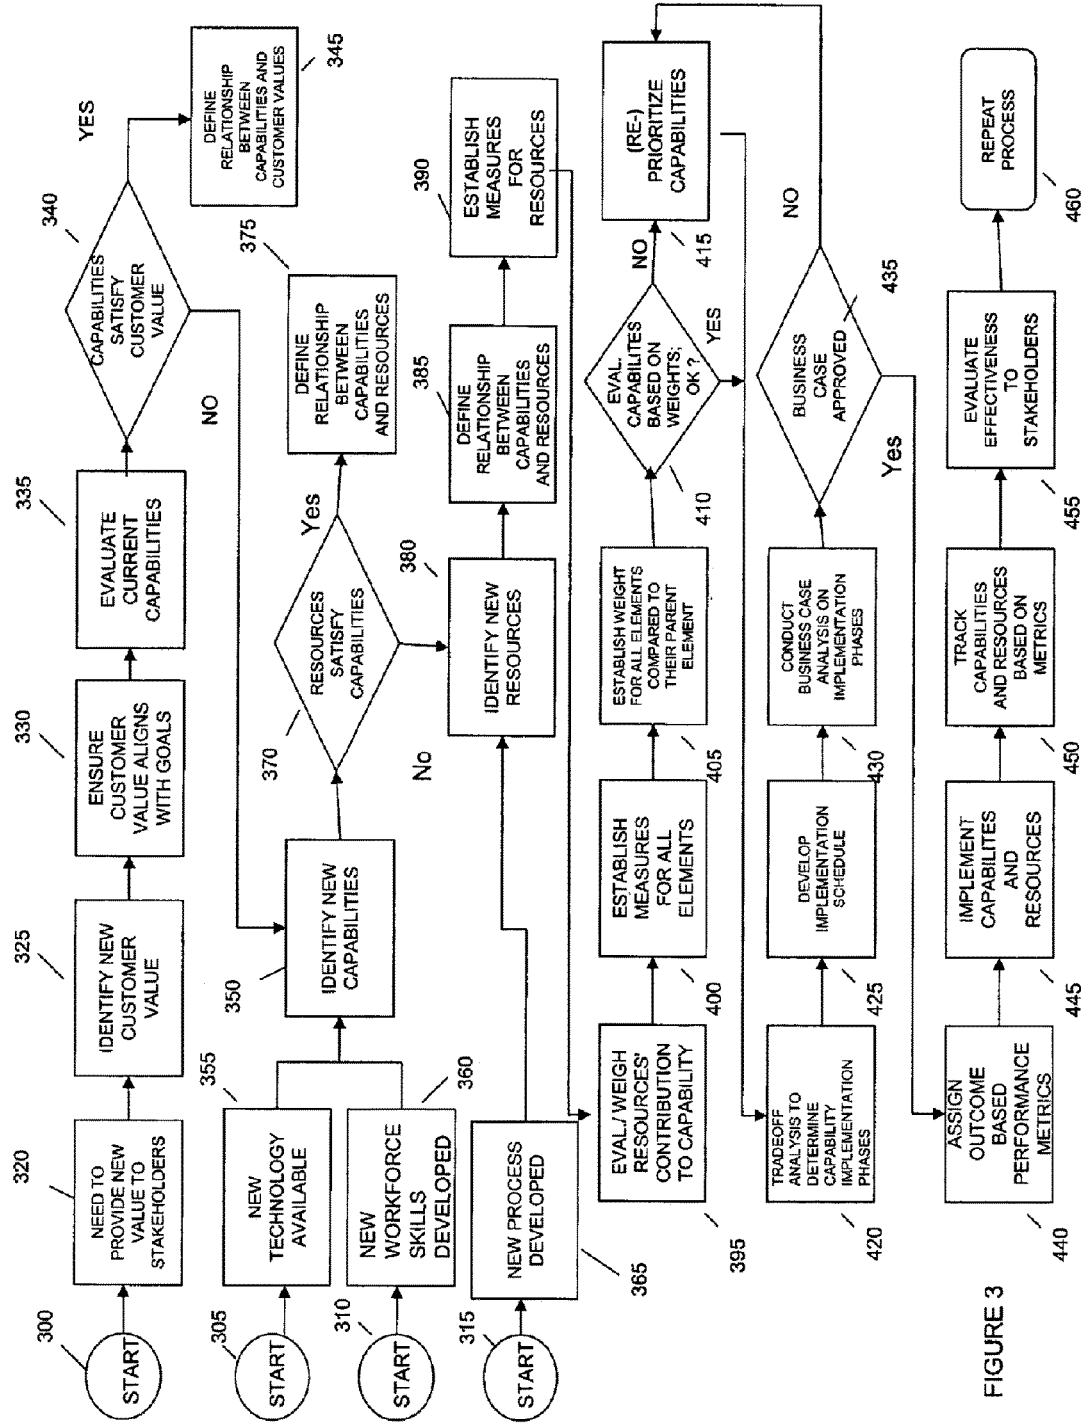 300
START
320
NEED TO
PROVIDE NEW
VALUE TO
STAKEHOLDERS
325
IDENTIFY NEW
CUSTOMER
VALUE
330
ENSURE
CUSTOMER
VALUE ALIGNS
WITH GOALS
335
EVALUATE
CURRENT
CAPABILITIES
340
CAPABILITIES
SATISFY
CUSTOMER
VALUE
YES
NO
DEFINE
RELATIONSHIP
BETWEEN
CAPABILITIES AND
CUSTOMER VALUES
345
305
START
355
NEW
TECHNOLOGY
AVAILABLE
310
START
360
NEW
WORKFORCE
SKILLS
DEVELOPED
350
IDENTIFY NEW
CAPABILITIES
370
RESOURCES
SATISFY
CAPABILITIES
Yes
No
375
DEFINE
RELATIONSHIP
BETWEEN
CAPABILITIES
AND RESOURCES
315
START
NEW PROCESS
DEVELOPED
365
380
IDENTIFY NEW
RESOURCES
385
DEFINE
RELATIONSHIP
BETWEEN
CAPABILITIES
AND RESOURCES
390
ESTABLISH
MEASURES
FOR
RESOURCES
EVAL./ WEIGH
RESOURCES'
CONTRIBUTION
TO CAPABILITY
395
ESTABLISH
MEASURES
FOR ALL
ELEMENTS
400
ESTABLISH WEIGHT
FOR ALL ELEMENTS
COMPARED TO
THEIR PARENT
ELEMENT
405
EVAL.
CAPABILITES
BASED ON
WEIGHTS;
OK ?
410
NO
YES
(RE-)
PRIORITIZE
CAPABILITIES
415
TRADEOFF
ANALYSIS TO
DETERMINE
CAPABILITY
IMPLEMENTATION
PHASES
420
DEVELOP
IMPLEMENTATION
SCHEDULE
425
CONDUCT
BUSINESS CASE
ANALYSIS ON
IMPLEMENTATION
PHASES
430
BUSINESS
CASE
APPROVED
435
NO
Yes
ASSIGN
OUTCOME
BASED
PERFORMANCE
METRICS
440
IMPLEMENT
CAPABILITES
AND
RESOURCES
445
TRACK
CAPABILITIES
AND RESOURCES
BASED ON
METRICS
450
EVALUATE
EFFECTIVENESS
TO
STAKEHOLDERS
455
REPEAT
PROCESS
460
FIGURE 3